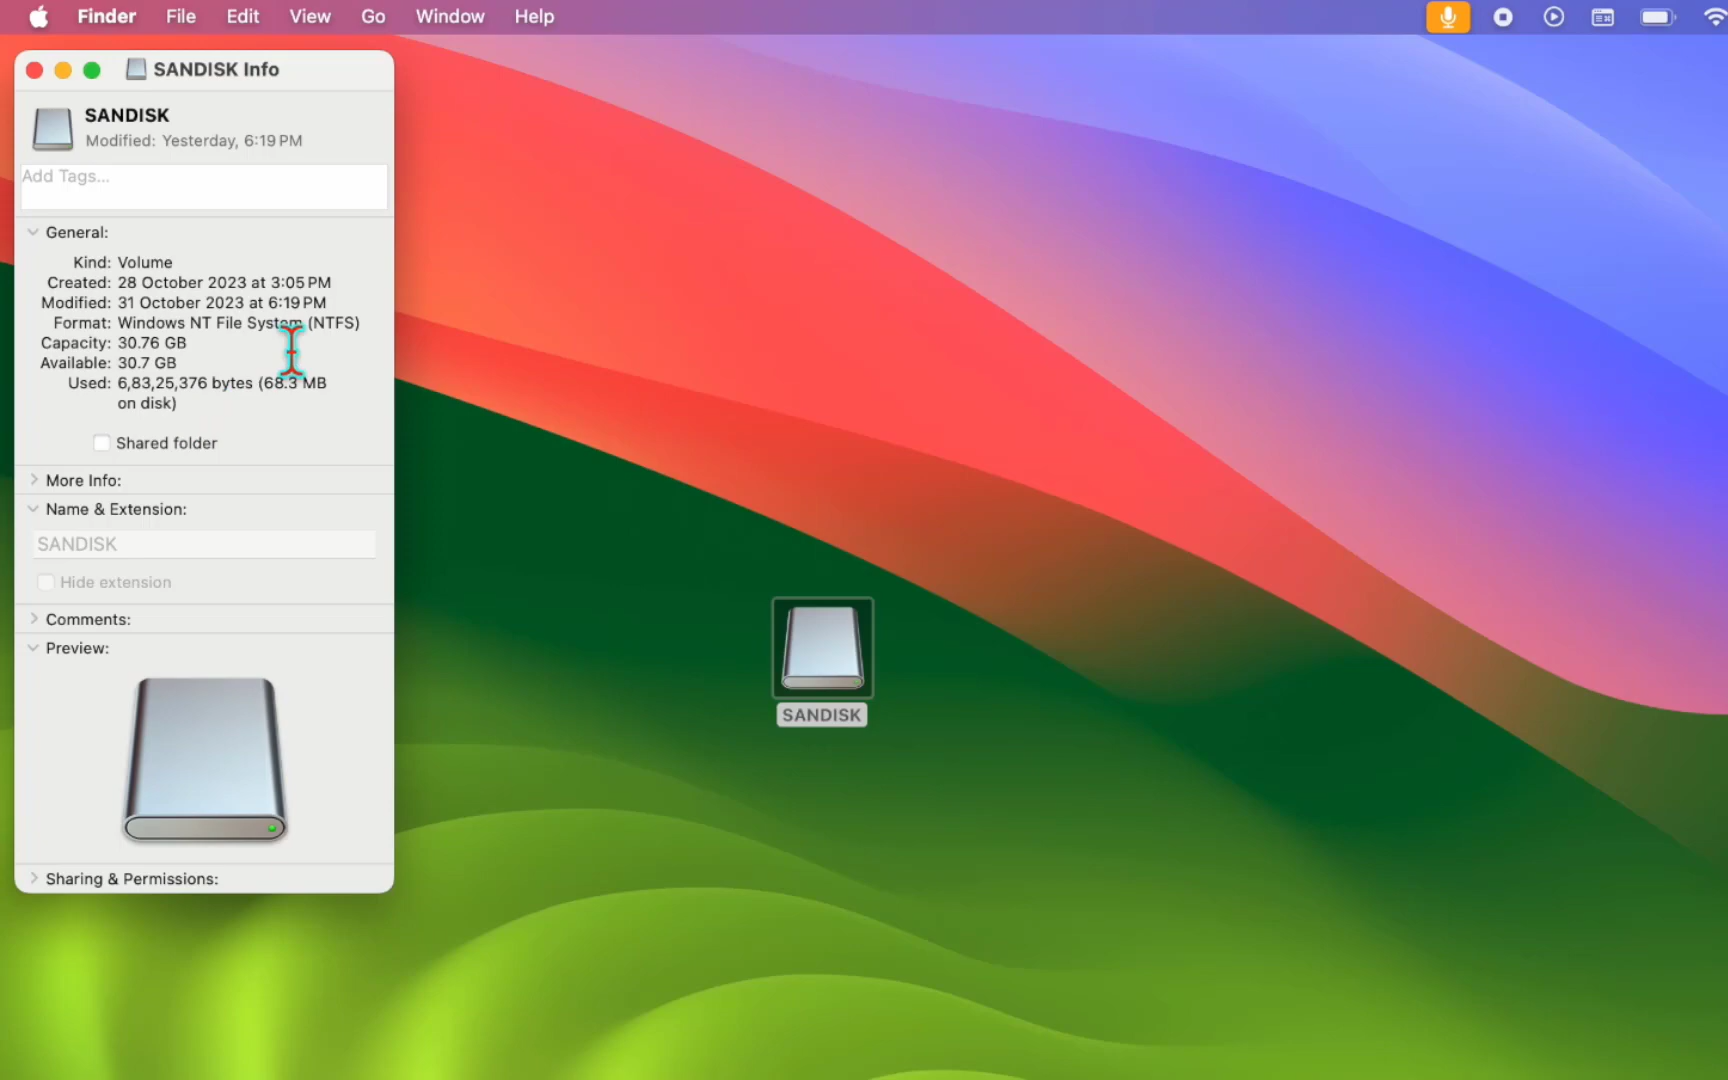 Finder File Edit View Go Window Help
SANDISK Info
SANDISK
Modified: Yesterday, 6:19 PM
Add Tags...
General:
Kind: Volume
Created: 28 October 2023 at 3:05 PM
Modified: 31 October 2023 at 6:19 PM
Format: Windows NT File System (NTFS)
Capacity: 30.76 GB
Available: 30.7 GB
Used: 6,83,25,376 bytes (68.3 MB
on disk)
Shared folder
More Info:
Name & Extension:
SANDISK
Hide extension
Comments:
Preview:
SANDISK
Sharing & Permissions: